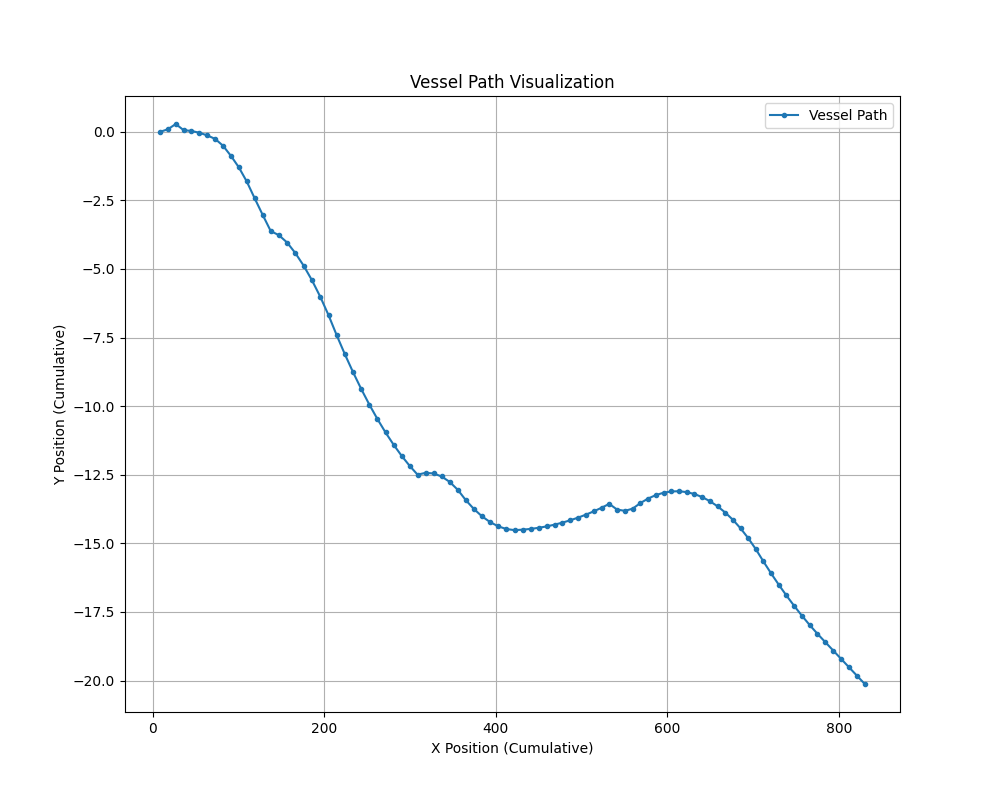 Vessel Path Visualization
Vessel Path
0.0
−2.5
−5.0
−7.5
−10.0
−12.5
−15.0
−17.5
−20.0
Y Position (Cumulative)
0 200 400 600 800
X Position (Cumulative)